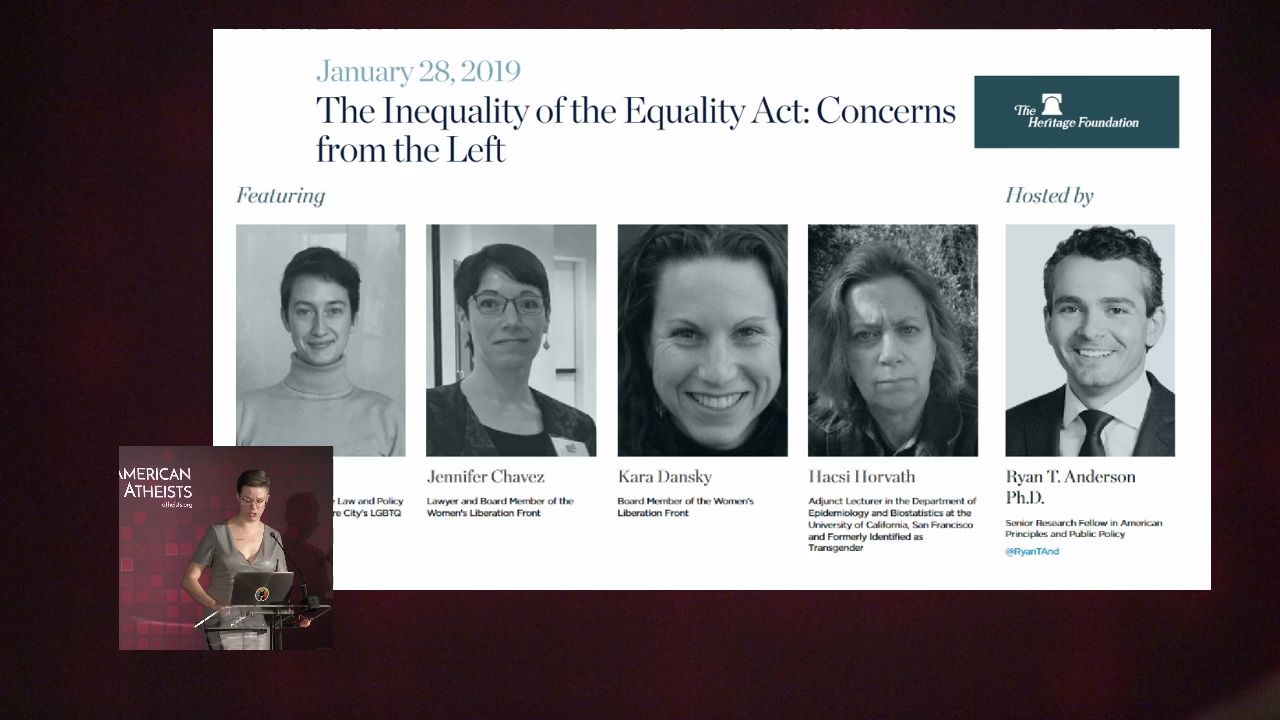 January 28, 2019
The Inequality of the Equality Act: Concerns
from the Left
The
Heritage Foundation
Featuring
Hosted by
Law and Policy
City's LGBTQ
Jennifer Chavez
Lawyer and Board Member of the
Women's Liberation Front
Kara Dansky
Board Member of the Women's
Liberation Front
Hacsi Horvath
Adjunct Lecturer in the Department of
Epidemiology and Biostatistics at the
University of California, San Francisco
and Formerly Identified as
Transgender
Ryan T. Anderson
Ph.D.
Senior Research Fellow in American
Principles and Public Policy
@RyanTAnd
AMERICAN
ATHEISTS
atheists.org